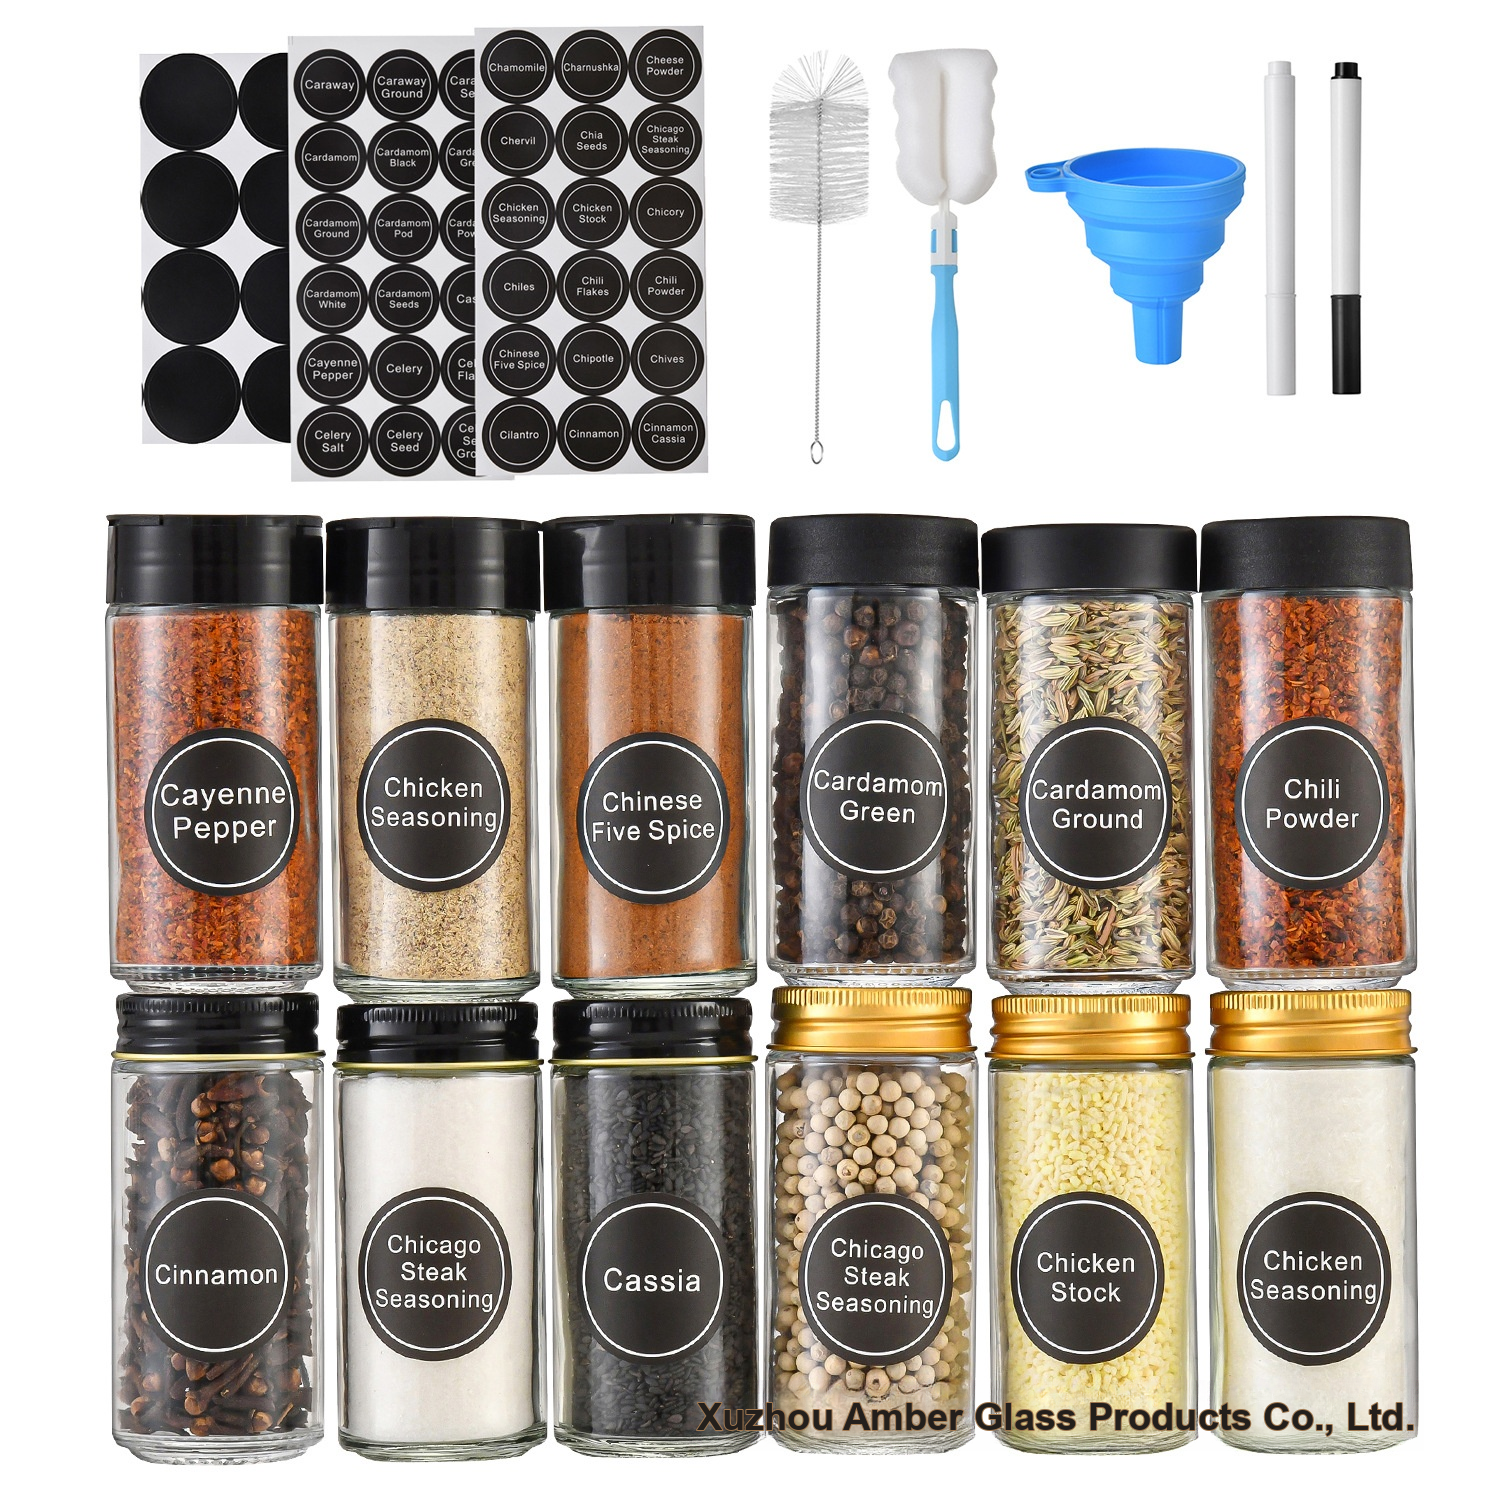 Caraway
Caraway
Ground
Cardamom
Cardamom
Black
Cardamom
Ground
Cardamom
Pod
Cardamom
White
Cardamom
Seeds
Cayenne
Pepper
Celery
Celery
Salt
Celery
Seed
Chamomile
Charnushka
Cheese
Powder
Chervil
Chia
Seeds
Chicago
Steak
Seasoning
Chicken
Seasoning
Chicken
Stock
Chicory
Chiles
Chili
Flakes
Chili
Powder
Chinese
Five Spice
Chipotle
Chives
Cilantro
Cinnamon
Cinnamon
Cassia
Cayenne
Pepper
Chicken
Seasoning
Chinese
Five Spice
Cardamom
Green
Cardamom
Ground
Chili
Powder
Cinnamon
Chicago
Steak
Seasoning
Cassia
Chicago
Steak
Seasoning
Chicken
Stock
Chicken
Seasoning
Xuzhou Amber Glass Products Co., Ltd.